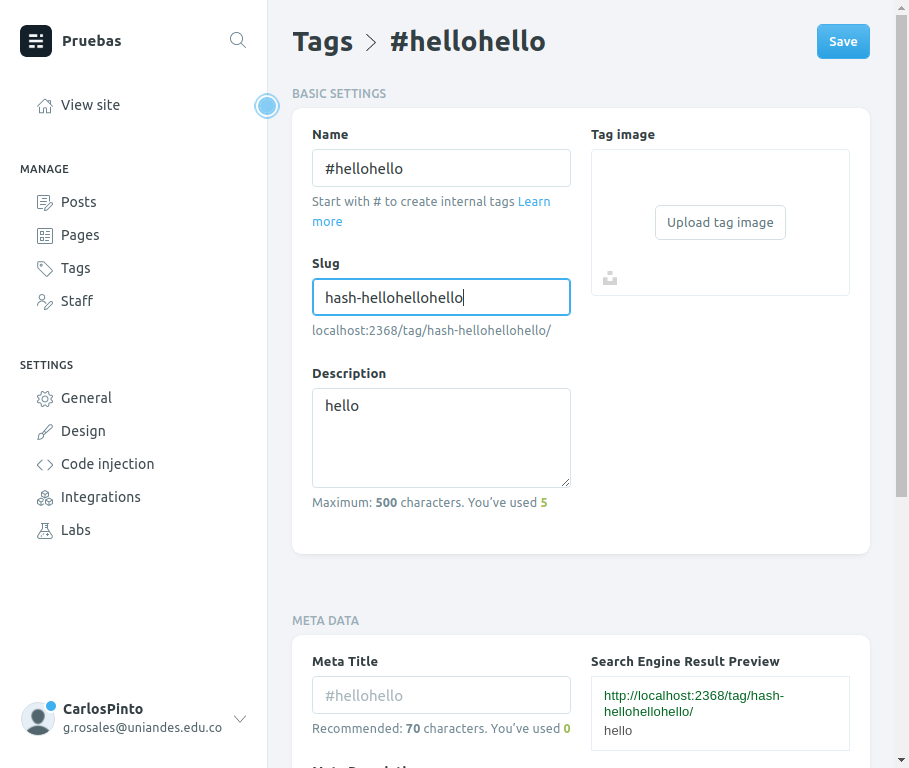 Pruebas
View site
MANAGE
Posts
Pages
Tags
Staff
SETTINGS
General
Design
Code injection
Integrations
Labs
CarlosPinto
g.rosales@uniandes.edu.co
Tags > #hellohello
Save
BASIC SETTINGS
Name
#hellohello
Start with # to create internal tags Learn
more
Slug
hash-hellohellohello
localhost:2368/tag/hash-hellohellohello/
Description
hello
Maximum: 500 characters. You've used 5
Tag image
Upload tag image
META DATA
Meta Title
#hellohello
Recommended: 70 characters. You've used 0
Search Engine Result Preview
http://localhost:2368/tag/hash-
hellohellohello/
hello